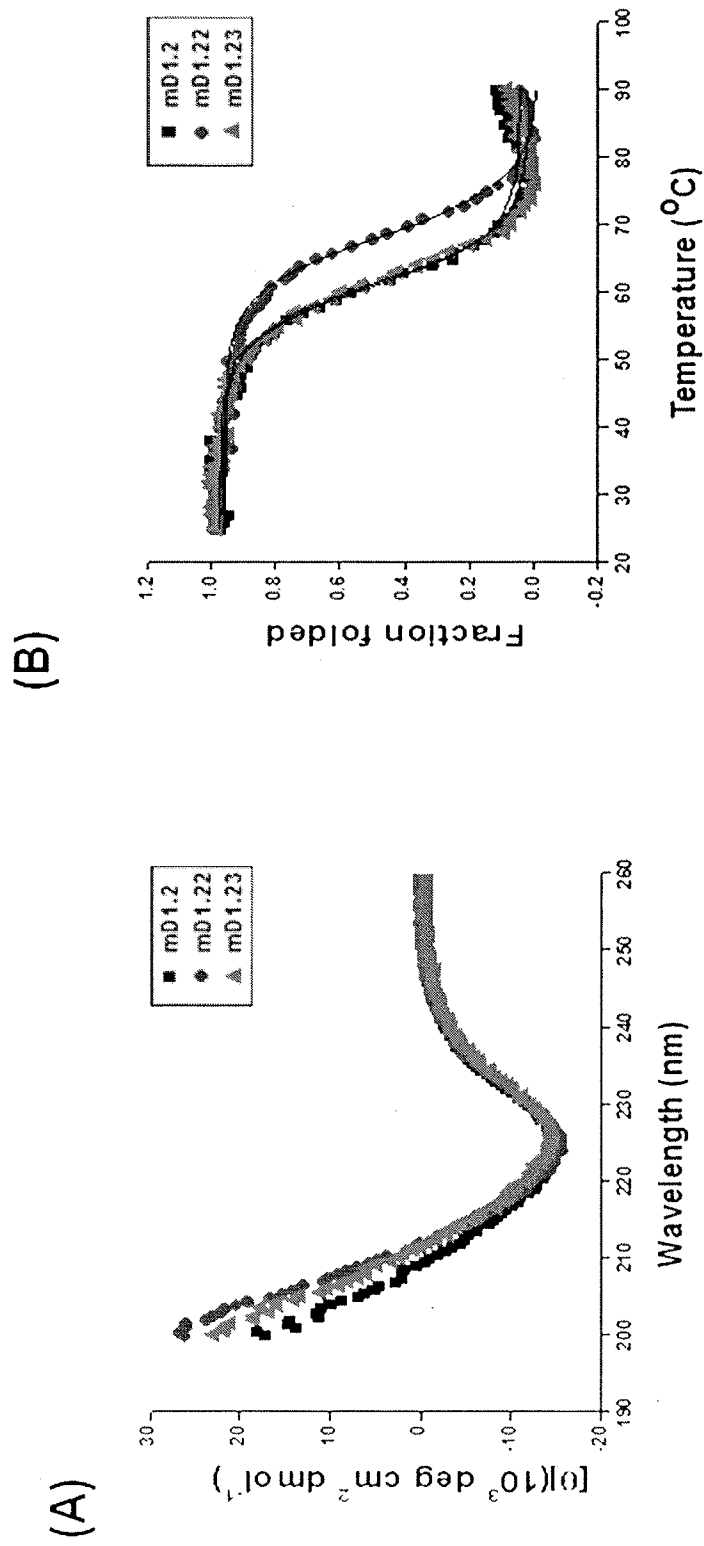 (A)
mD1.2
mD1.22
mD1.23
30
20
10
0
-10
-20
[θ](10³ deg cm² dmol⁻¹)
190
200
210
220
230
240
250
260
Wavelength (nm)
(B)
mD1.2
mD1.22
mD1.23
1.2
1.0
0.8
0.6
0.4
0.2
0.0
-0.2
Fraction folded
20
30
40
50
60
70
80
90
100
Temperature (°C)